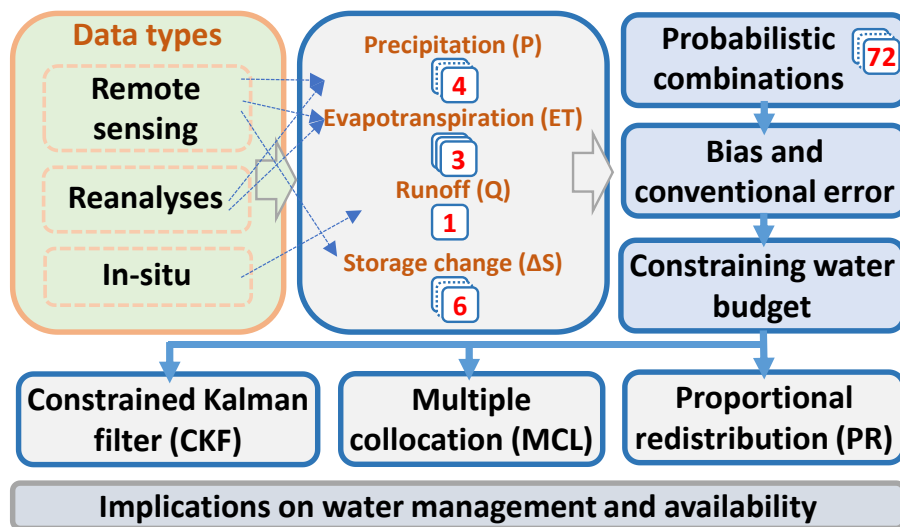 Data types
Remote
sensing
Reanalyses
In-situ
Precipitation (P)
4
Evapotranspiration (ET)
3
Runoff (Q)
1
Storage change (ΔS)
6
Probabilistic
combinations
72
Bias and
conventional error
Constraining water
budget
Constrained Kalman
filter (CKF)
Multiple
collocation (MCL)
Proportional
redistribution (PR)
Implications on water management and availability